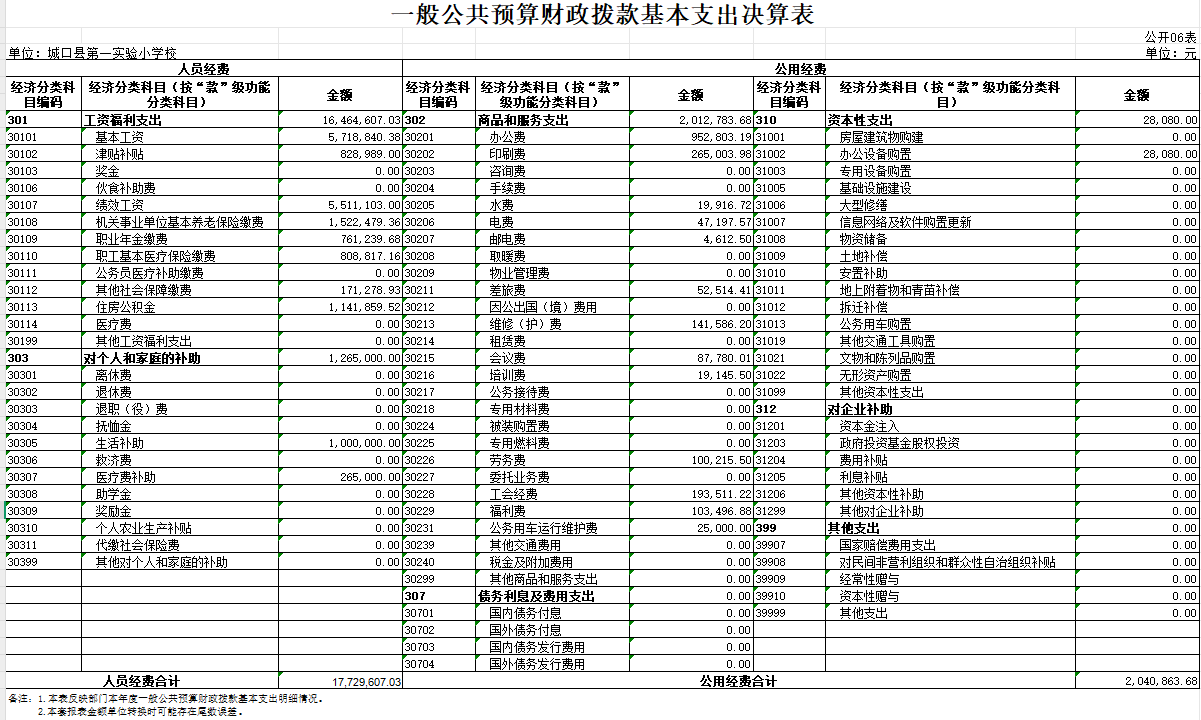 一般公共预算财政拨款基本支出决算表
公开06表
单位：城口县第一实验小学校 单位：元
人员经费 公用经费
经济分类科目编码 经济分类科目（按“款”级功能分类科目） 金额 经济分类科目编码 经济分类科目（按“款”级功能分类科目） 金额 经济分类科目编码 经济分类科目（按“款”级功能分类科目） 金额
301 工资福利支出 16,464,607.03 302 商品和服务支出 2,012,783.68 310 资本性支出 28,080.00
30101 基本工资 5,718,840.38 30201 办公费 952,803.19 31001 房屋建筑物购建 0.00
30102 津贴补贴 828,989.00 30202 印刷费 265,003.98 31002 办公设备购置 28,080.00
30103 奖金 0.00 30203 咨询费 0.00 31003 专用设备购置 0.00
30106 伙食补助费 0.00 30204 手续费 0.00 31005 基础设施建设 0.00
30107 绩效工资 5,511,103.00 30205 水费 19,916.72 31006 大型修缮 0.00
30108 机关事业单位基本养老保险缴费 1,522,479.36 30206 电费 47,197.57 31007 信息网络及软件购置更新 0.00
30109 职业年金缴费 761,239.68 30207 邮电费 4,612.50 31008 物资储备 0.00
30110 职工基本医疗保险缴费 808,817.16 30208 取暖费 0.00 31009 土地补偿 0.00
30111 公务员医疗补助缴费 0.00 30209 物业管理费 0.00 31010 安置补助 0.00
30112 其他社会保障缴费 171,278.93 30211 差旅费 52,514.41 31011 地上附着物和青苗补偿 0.00
30113 住房公积金 1,141,859.52 30212 因公出国（境）费用 0.00 31012 拆迁补偿 0.00
30114 医疗费 0.00 30213 维修（护）费 141,586.20 31013 公务用车购置 0.00
30199 其他工资福利支出 0.00 30214 租赁费 0.00 31019 其他交通工具购置 0.00
303 对个人和家庭的补助 1,265,000.00 30215 会议费 87,780.01 31021 文物和陈列品购置 0.00
30301 离休费 0.00 30216 培训费 19,145.50 31022 无形资产购置 0.00
30302 退休费 0.00 30217 公务接待费 0.00 31099 其他资本性支出 0.00
30303 退职（役）费 0.00 30218 专用材料费 0.00 312 对企业补助 0.00
30304 抚恤金 0.00 30224 被装购置费 0.00 31201 资本金注入 0.00
30305 生活补助 1,000,000.00 30225 专用燃料费 0.00 31203 政府投资基金股权投资 0.00
30306 救济费 0.00 30226 劳务费 100,215.50 31204 费用补贴 0.00
30307 医疗费补助 265,000.00 30227 委托业务费 0.00 31205 利息补贴 0.00
30308 助学金 0.00 30228 工会经费 193,511.22 31206 其他资本性补助 0.00
30309 奖励金 0.00 30229 福利费 103,496.88 31299 其他对企业补助 0.00
30310 个人农业生产补贴 0.00 30231 公务用车运行维护费 25,000.00 399 其他支出 0.00
30311 代缴社会保险费 0.00 30239 其他交通费用 0.00 39907 国家赔偿费用支出 0.00
30399 其他对个人和家庭的补助 0.00 30240 税金及附加费用 0.00 39908 对民间非营利组织和群众性自治组织补贴 0.00
30299 其他商品和服务支出 0.00 39909 经常性赠与 0.00
307 债务利息及费用支出 0.00 39910 资本性赠与 0.00
30701 国内债务付息 0.00 39999 其他支出 0.00
30702 国外债务付息 0.00
30703 国内债务发行费用 0.00
30704 国外债务发行费用 0.00
人员经费合计 17,729,607.03 公用经费合计 2,040,863.68
备注：1.本表反映部门本年度一般公共预算财政拨款基本支出明细情况。
2.本套报表金额单位转换时可能存在尾数误差。